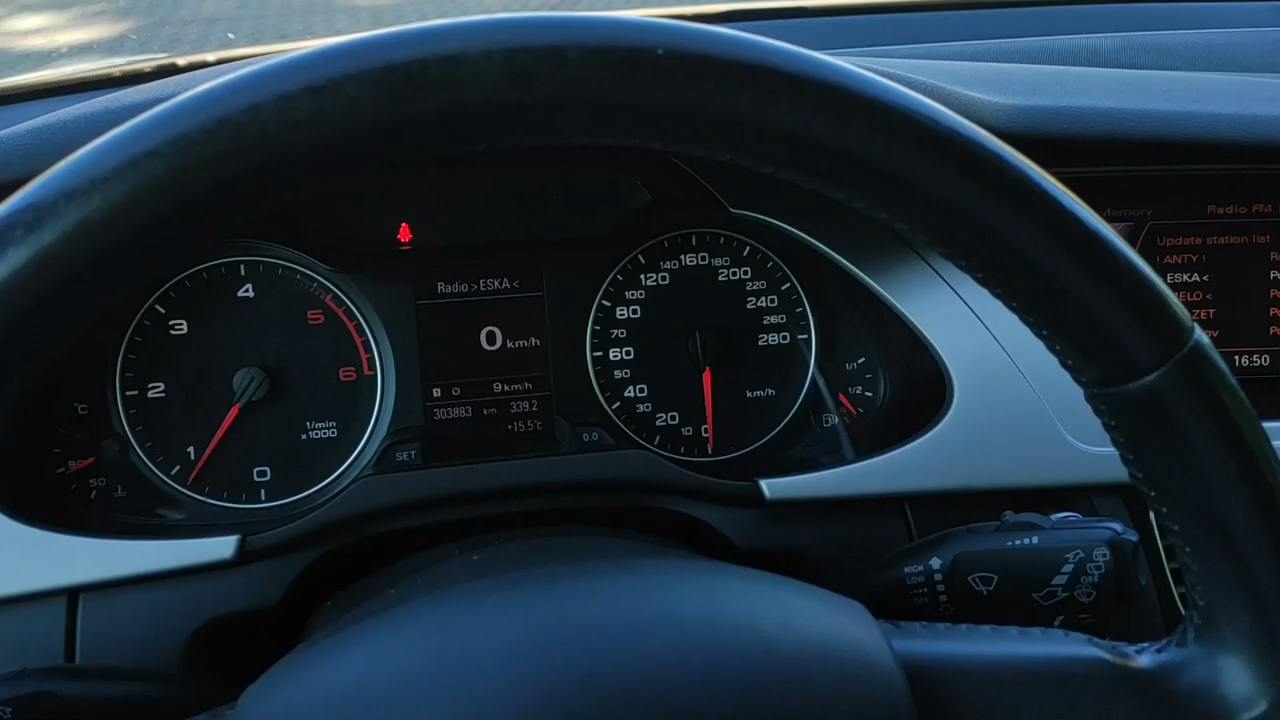 Memory
Radio FM
Update station list
! ANTY !
ESKA <
ZET
16:50
Radio > ESKA <
0 km/h
9 km/h
303883 km 339.2
+15.5°C
SET
0.0
0
1
2
3
4
5
6
1/min
x1000
°C
90
50
0
10
20
30
40
50
60
70
80
100
120
140
160
180
200
220
240
260
280
km/h
1/1
1/2
HIGH
LOW
OFF